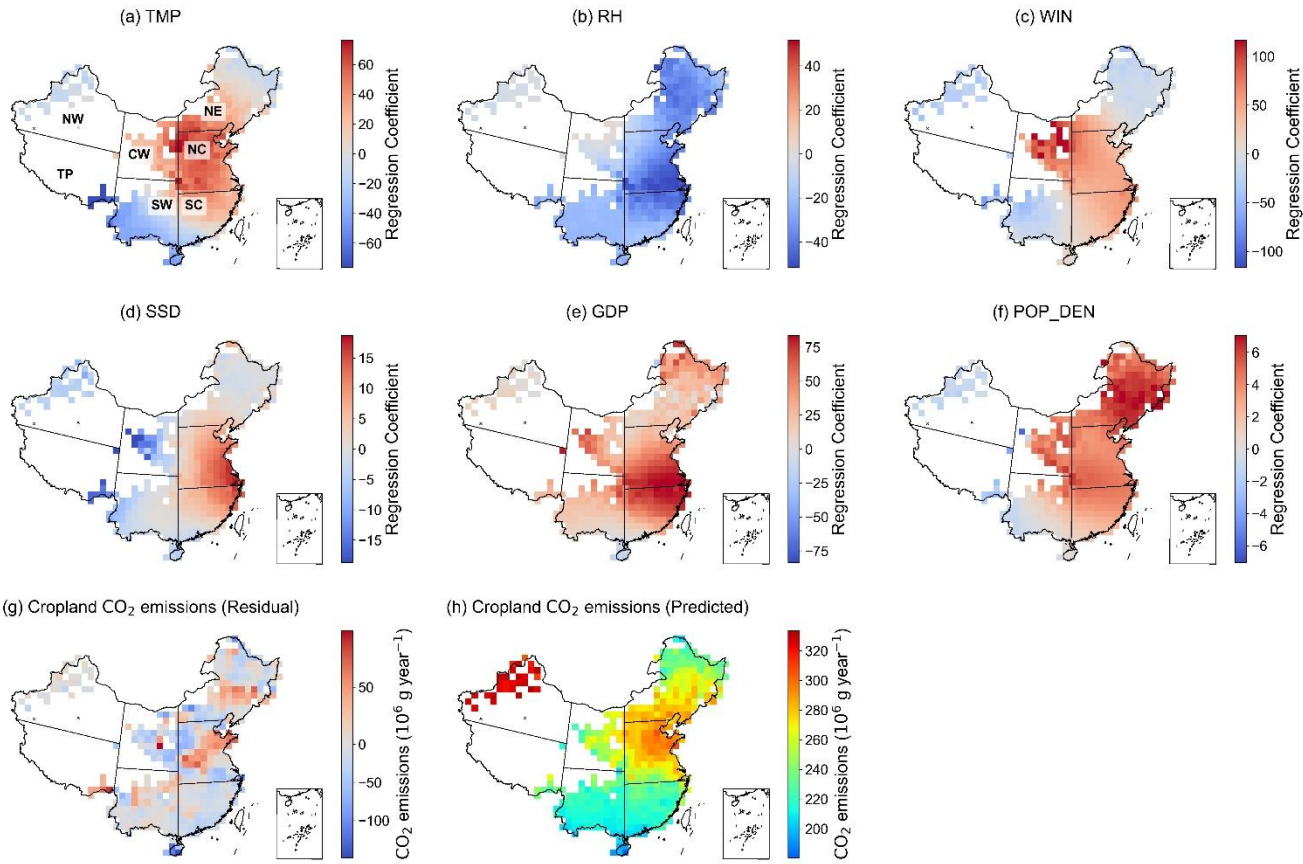 (a) TMP
(b) RH
(c) WIN
60
40
20
0
−20
−40
−60
Regression Coefficient
NW
NE
CW
NC
TP
SW
SC
40
20
0
−20
−40
Regression Coefficient
100
50
0
−50
−100
Regression Coefficient
(d) SSD
(e) GDP
(f) POP_DEN
15
10
5
0
−5
−10
−15
Regression Coefficient
75
50
25
0
−25
−50
−75
Regression Coefficient
6
4
2
0
−2
−4
−6
Regression Coefficient
(g) Cropland CO₂ emissions (Residual)
(h) Cropland CO₂ emissions (Predicted)
50
0
−50
−100
CO₂ emissions (10⁶ g year⁻¹)
320
300
280
260
240
220
200
CO₂ emissions (10⁶ g year⁻¹)